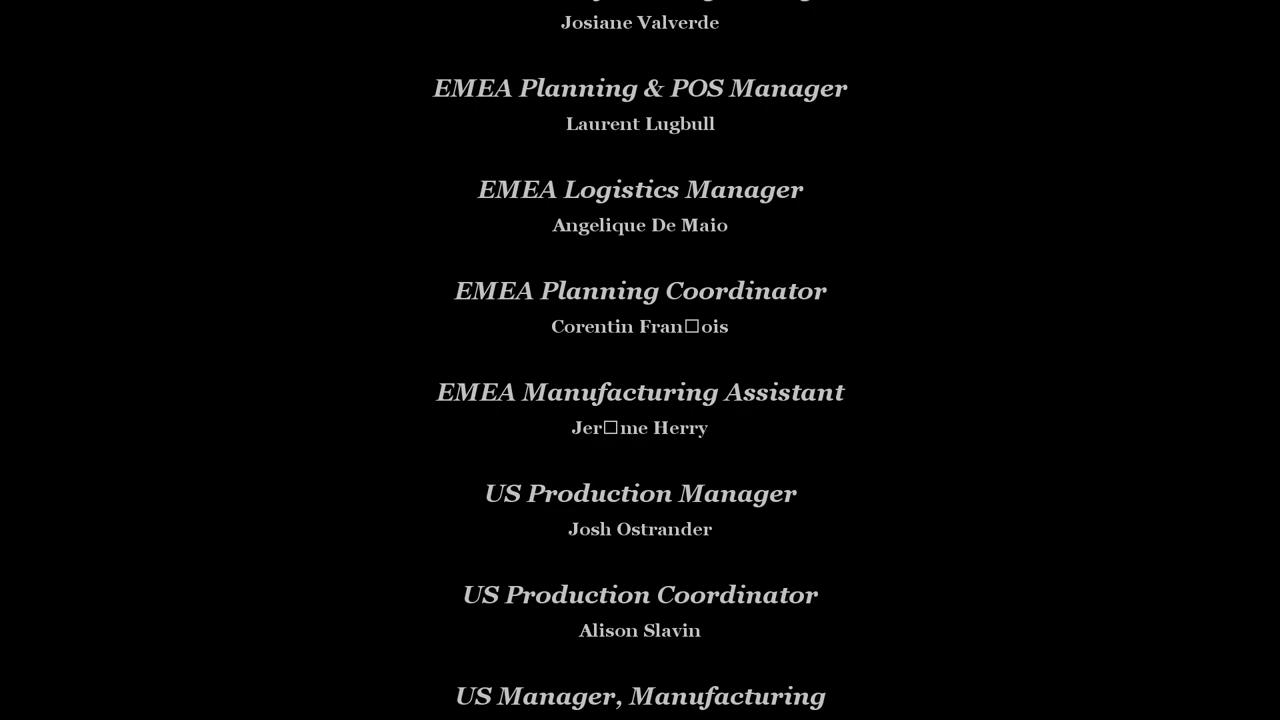 Josiane Valverde
EMEA Planning & POS Manager
Laurent Lugbull
EMEA Logistics Manager
Angelique De Maio
EMEA Planning Coordinator
Corentin Fran□ois
EMEA Manufacturing Assistant
Jer□me Herry
US Production Manager
Josh Ostrander
US Production Coordinator
Alison Slavin
US Manager, Manufacturing